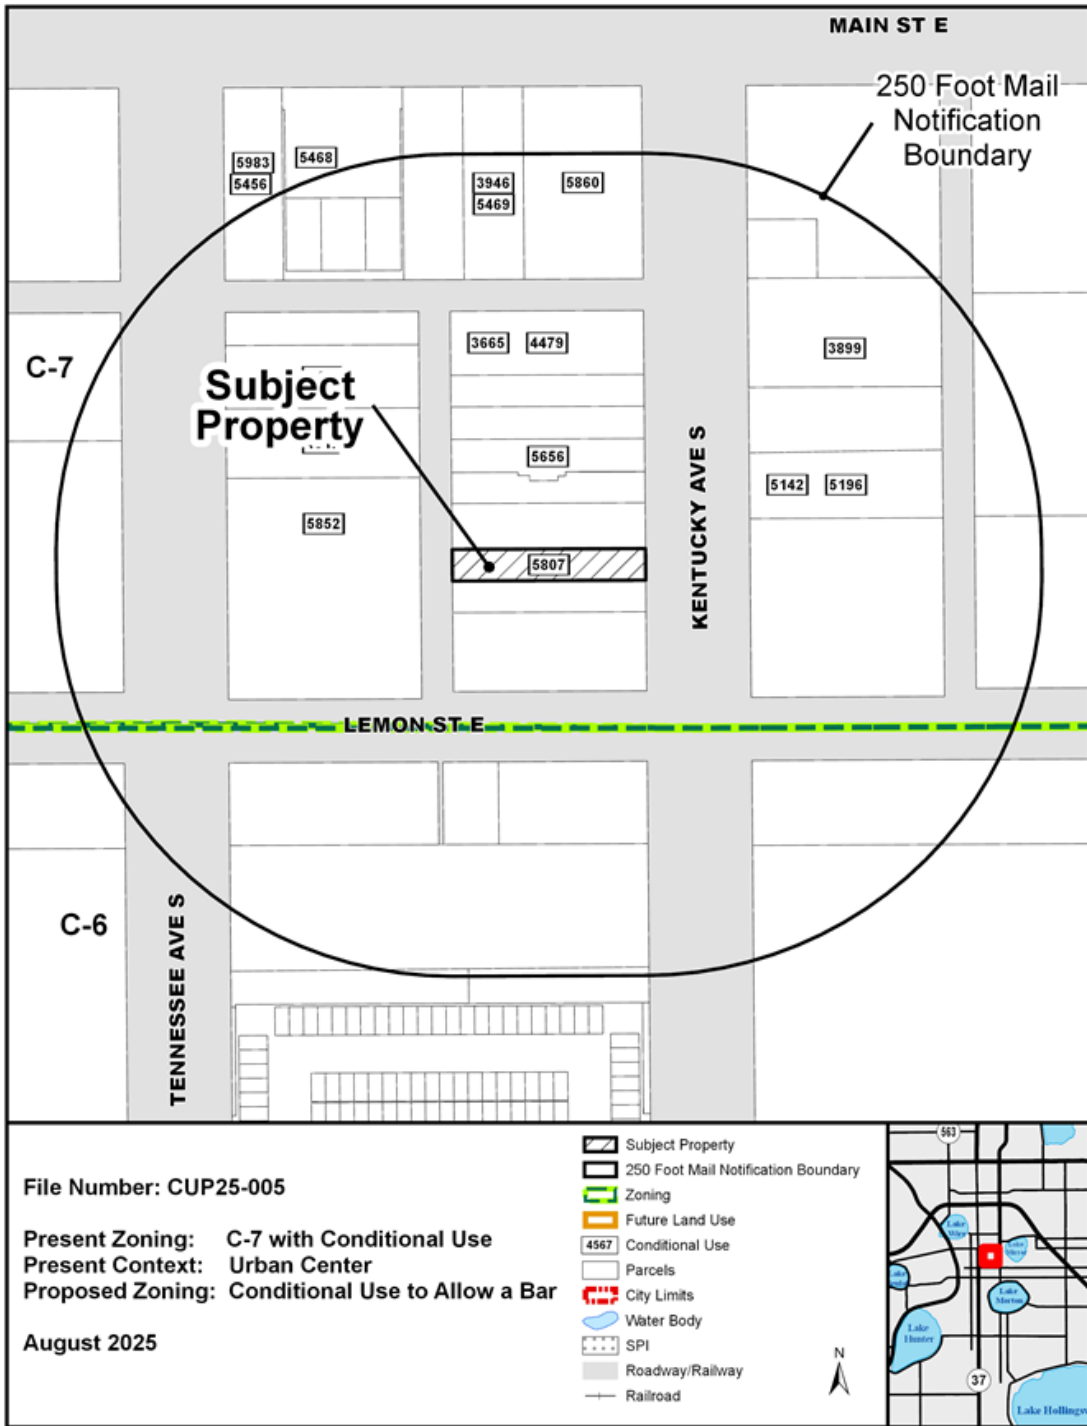 MAIN ST E
250 Foot Mail
Notification
Boundary
5983
5468
5456
3946
5860
5469
3665
4479
3899
C-7
Subject
Property
5656
5142
5196
5852
5807
KENTUCKY AVE S
LEMON ST E
C-6
TENNESSEE AVE S
File Number: CUP25-005
Present Zoning: C-7 with Conditional Use
Present Context: Urban Center
Proposed Zoning: Conditional Use to Allow a Bar
August 2025
Subject Property
250 Foot Mail Notification Boundary
Zoning
Future Land Use
4567 Conditional Use
Parcels
City Limits
Water Body
SPI
Roadway/Railway
Railroad
N
563
Lake
Wire
Lake
Lake
Lake
Morton
Lake
Hunter
37
Lake